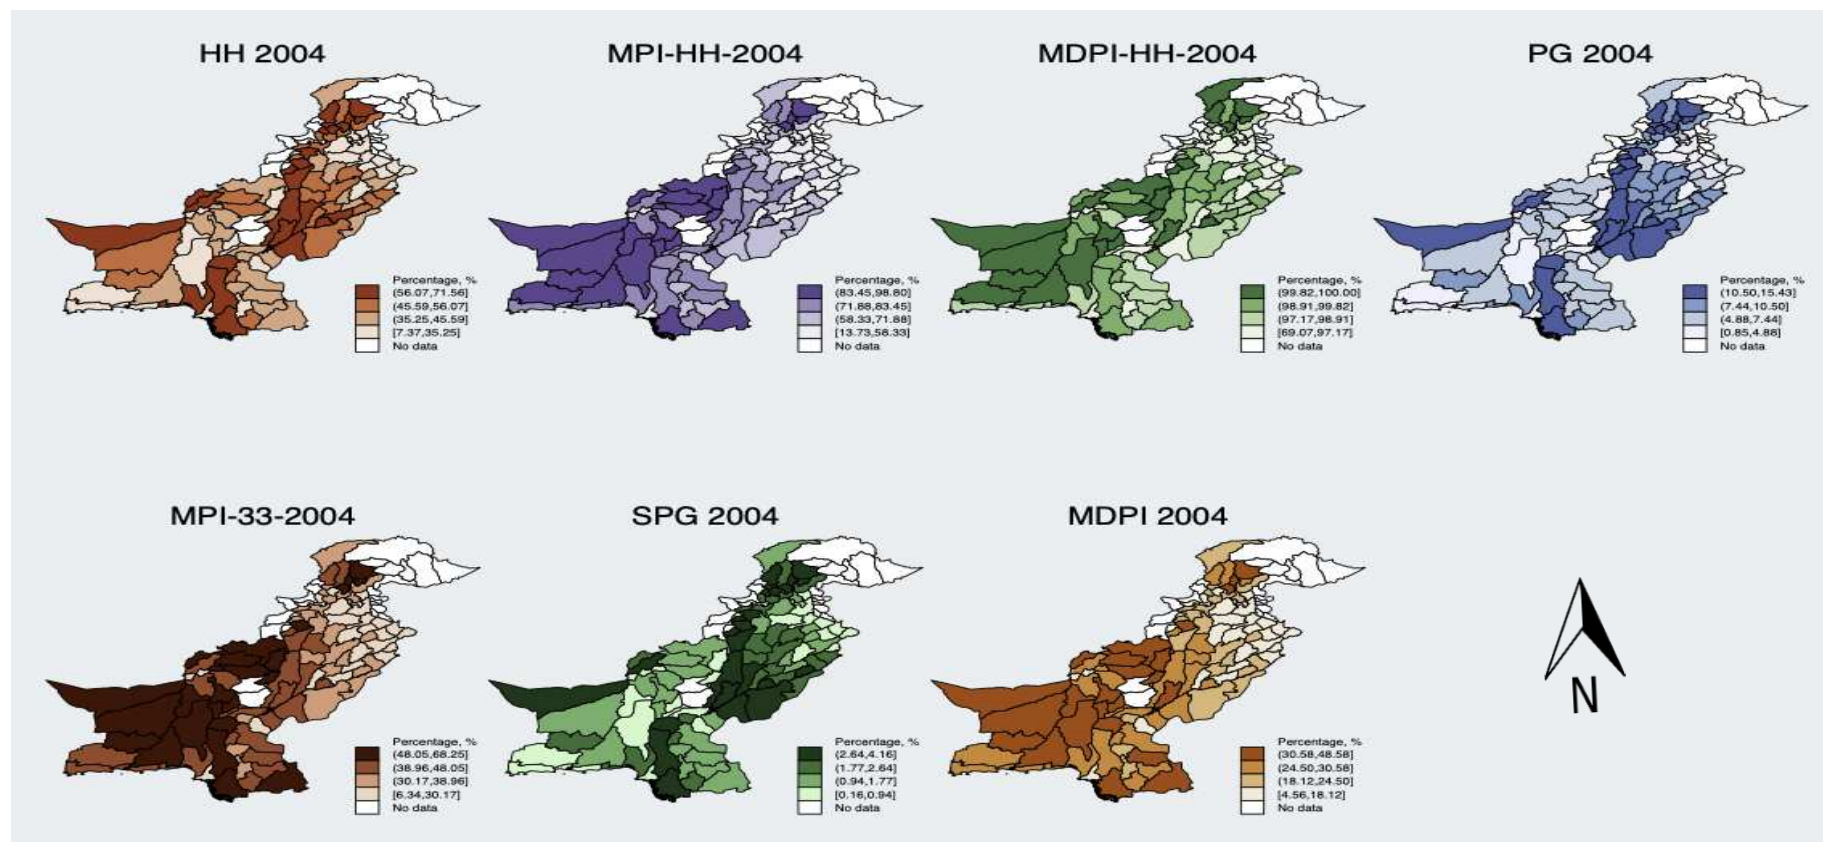 HH 2004
Percentage, %
(56.07,71.56]
(45.59,56.07]
(35.25,45.59]
[7.37,35.25]
No data
MPI-HH-2004
Percentage, %
(83.45,98.80]
(71.88,83.45]
(58.33,71.88]
[13.73,58.33]
No data
MDPI-HH-2004
Percentage, %
(99.82,100.00]
(98.91,99.82]
(97.17,98.91]
[69.07,97.17]
No data
PG 2004
Percentage, %
(10.50,15.43]
(7.44,10.50]
(4.88,7.44]
[0.85,4.88]
No data
MPI-33-2004
Percentage, %
(48.05,68.25]
(38.96,48.05]
(30.17,38.96]
[6.34,30.17]
No data
SPG 2004
Percentage, %
(2.64,4.16]
(1.77,2.64]
(0.94,1.77]
[0.16,0.94]
No data
MDPI 2004
Percentage, %
(30.58,48.58]
(24.50,30.58]
(18.12,24.50]
[4.56,18.12]
No data
N